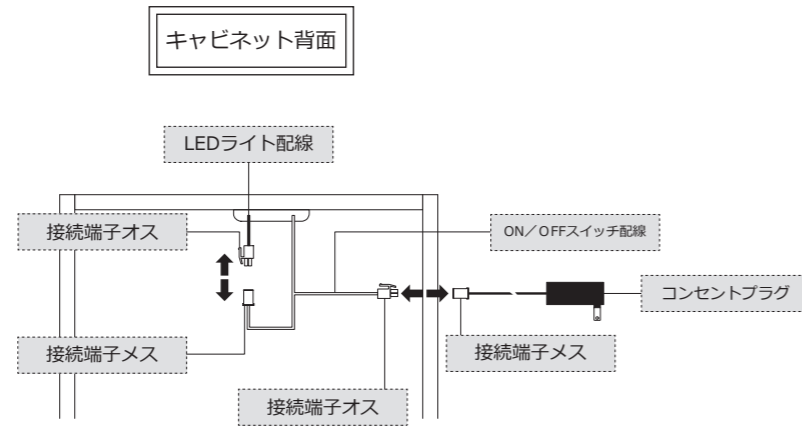 キャビネット背面
LEDライト配線
接続端子オス
ON／OFFスイッチ配線
コンセントプラグ
接続端子メス
接続端子メス
接続端子オス